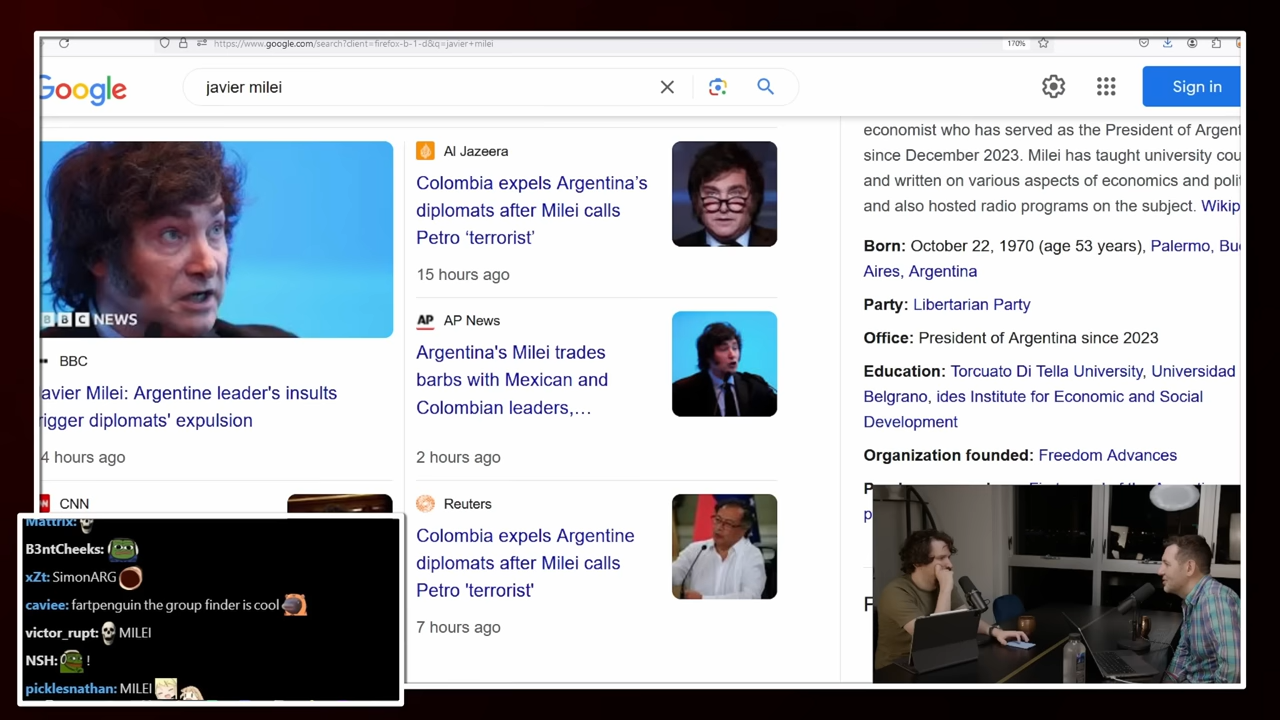 https://www.google.com/search?client=firefox-b-1-d&q=javier+milei
170%
Google
javier milei
Sign in
BBC NEWS
BBC
avier Milei: Argentine leader's insults
rigger diplomats' expulsion
4 hours ago
CNN
Al Jazeera
Colombia expels Argentina's
diplomats after Milei calls
Petro 'terrorist'
15 hours ago
AP
AP News
Argentina's Milei trades
barbs with Mexican and
Colombian leaders,...
2 hours ago
Reuters
Colombia expels Argentine
diplomats after Milei calls
Petro 'terrorist'
7 hours ago
economist who has served as the President of Argent
since December 2023. Milei has taught university cou
and written on various aspects of economics and polit
and also hosted radio programs on the subject. Wikip
Born: October 22, 1970 (age 53 years), Palermo, Bue
Aires, Argentina
Party: Libertarian Party
Office: President of Argentina since 2023
Education: Torcuato Di Tella University, Universidad
Belgrano, ides Institute for Economic and Social
Development
Organization founded: Freedom Advances
Mattrix:
B3ntCheeks:
xZt: SimonARG
caviee: fartpenguin the group finder is cool
victor_rupt: MILEI
NSH: !
picklesnathan: MILEI